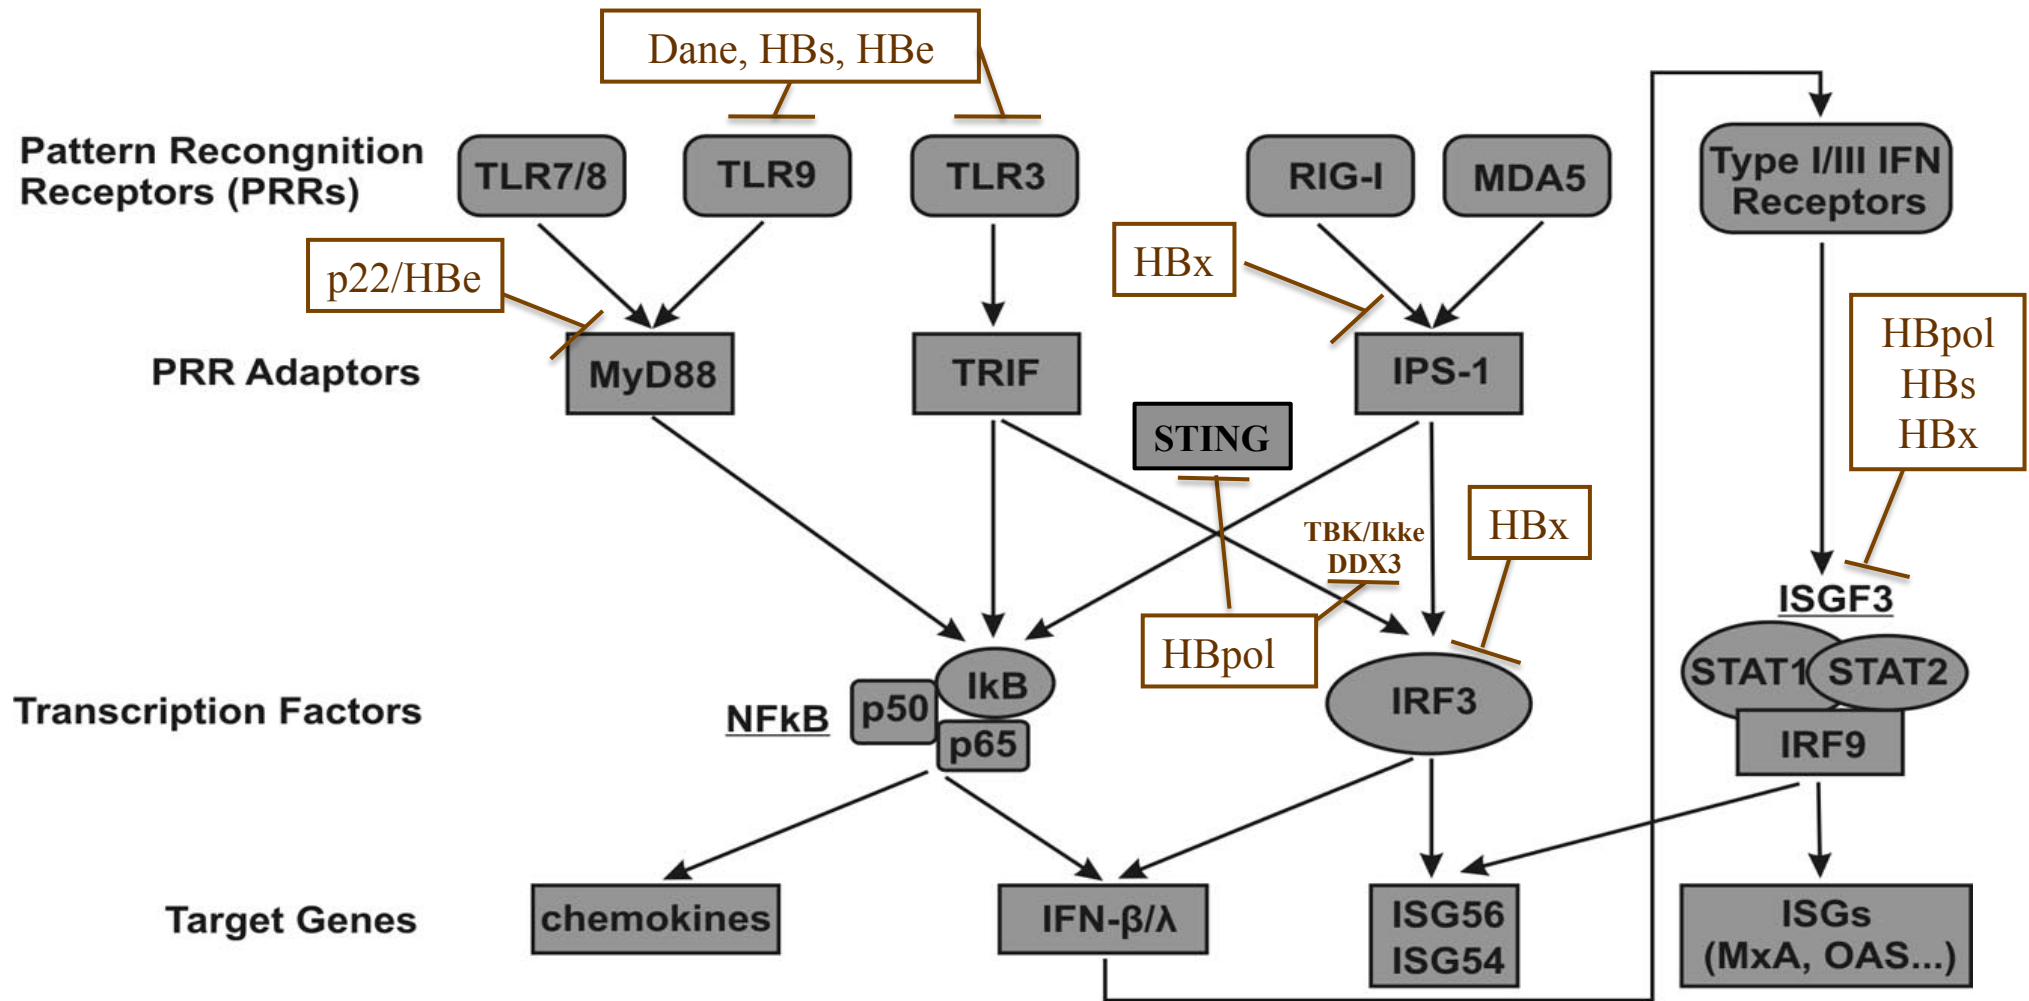 Dane, HBs, HBe
Pattern Recongnition
Receptors (PRRs)
TLR7/8
TLR9
TLR3
RIG-I
MDA5
Type I/III IFN
Receptors
p22/HBe
HBx
PRR Adaptors
MyD88
TRIF
IPS-1
HBpol
HBs
HBx
STING
TBK/Ikke
DDX3
HBx
HBpol
ISGF3
Transcription Factors
NFkB
p50
IkB
p65
IRF3
STAT1
STAT2
IRF9
Target Genes
chemokines
IFN-β/λ
ISG56
ISG54
ISGs
(MxA, OAS...)